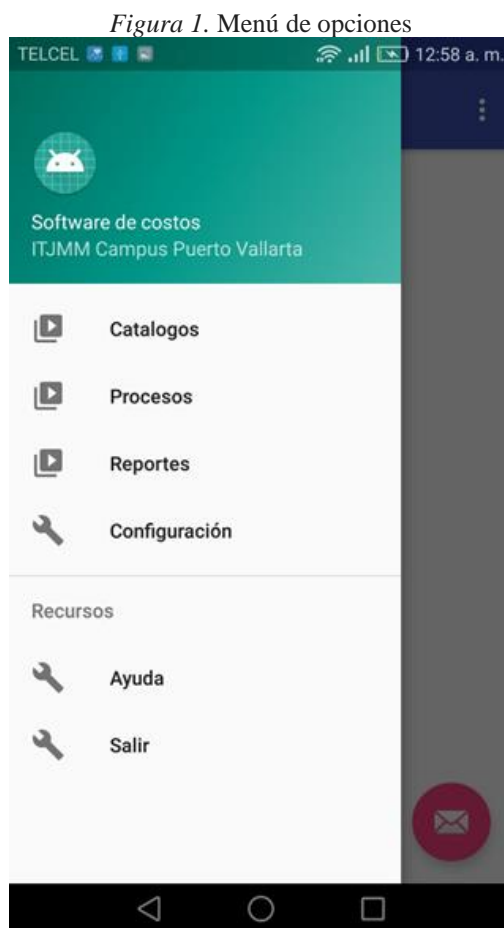 Figura 1. Menú de opciones
TELCEL 12:58 a. m.
Software de costos
ITJMM Campus Puerto Vallarta
Catalogos
Procesos
Reportes
Configuración
Recursos
Ayuda
Salir